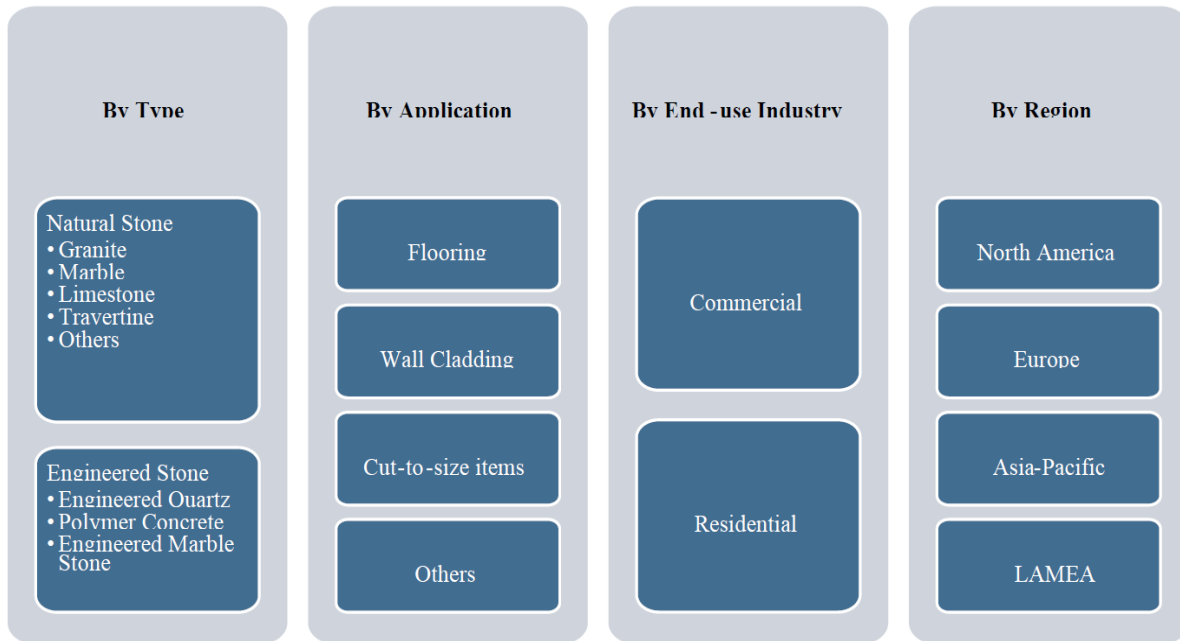 By Type
Natural Stone
• Granite
• Marble
• Limestone
• Travertine
• Others
Engineered Stone
• Engineered Quartz
• Polymer Concrete
• Engineered Marble
Stone
By Application
Flooring
Wall Cladding
Cut-to-size items
Others
By End-use Industry
Commercial
Residential
By Region
North America
Europe
Asia-Pacific
LAMEA